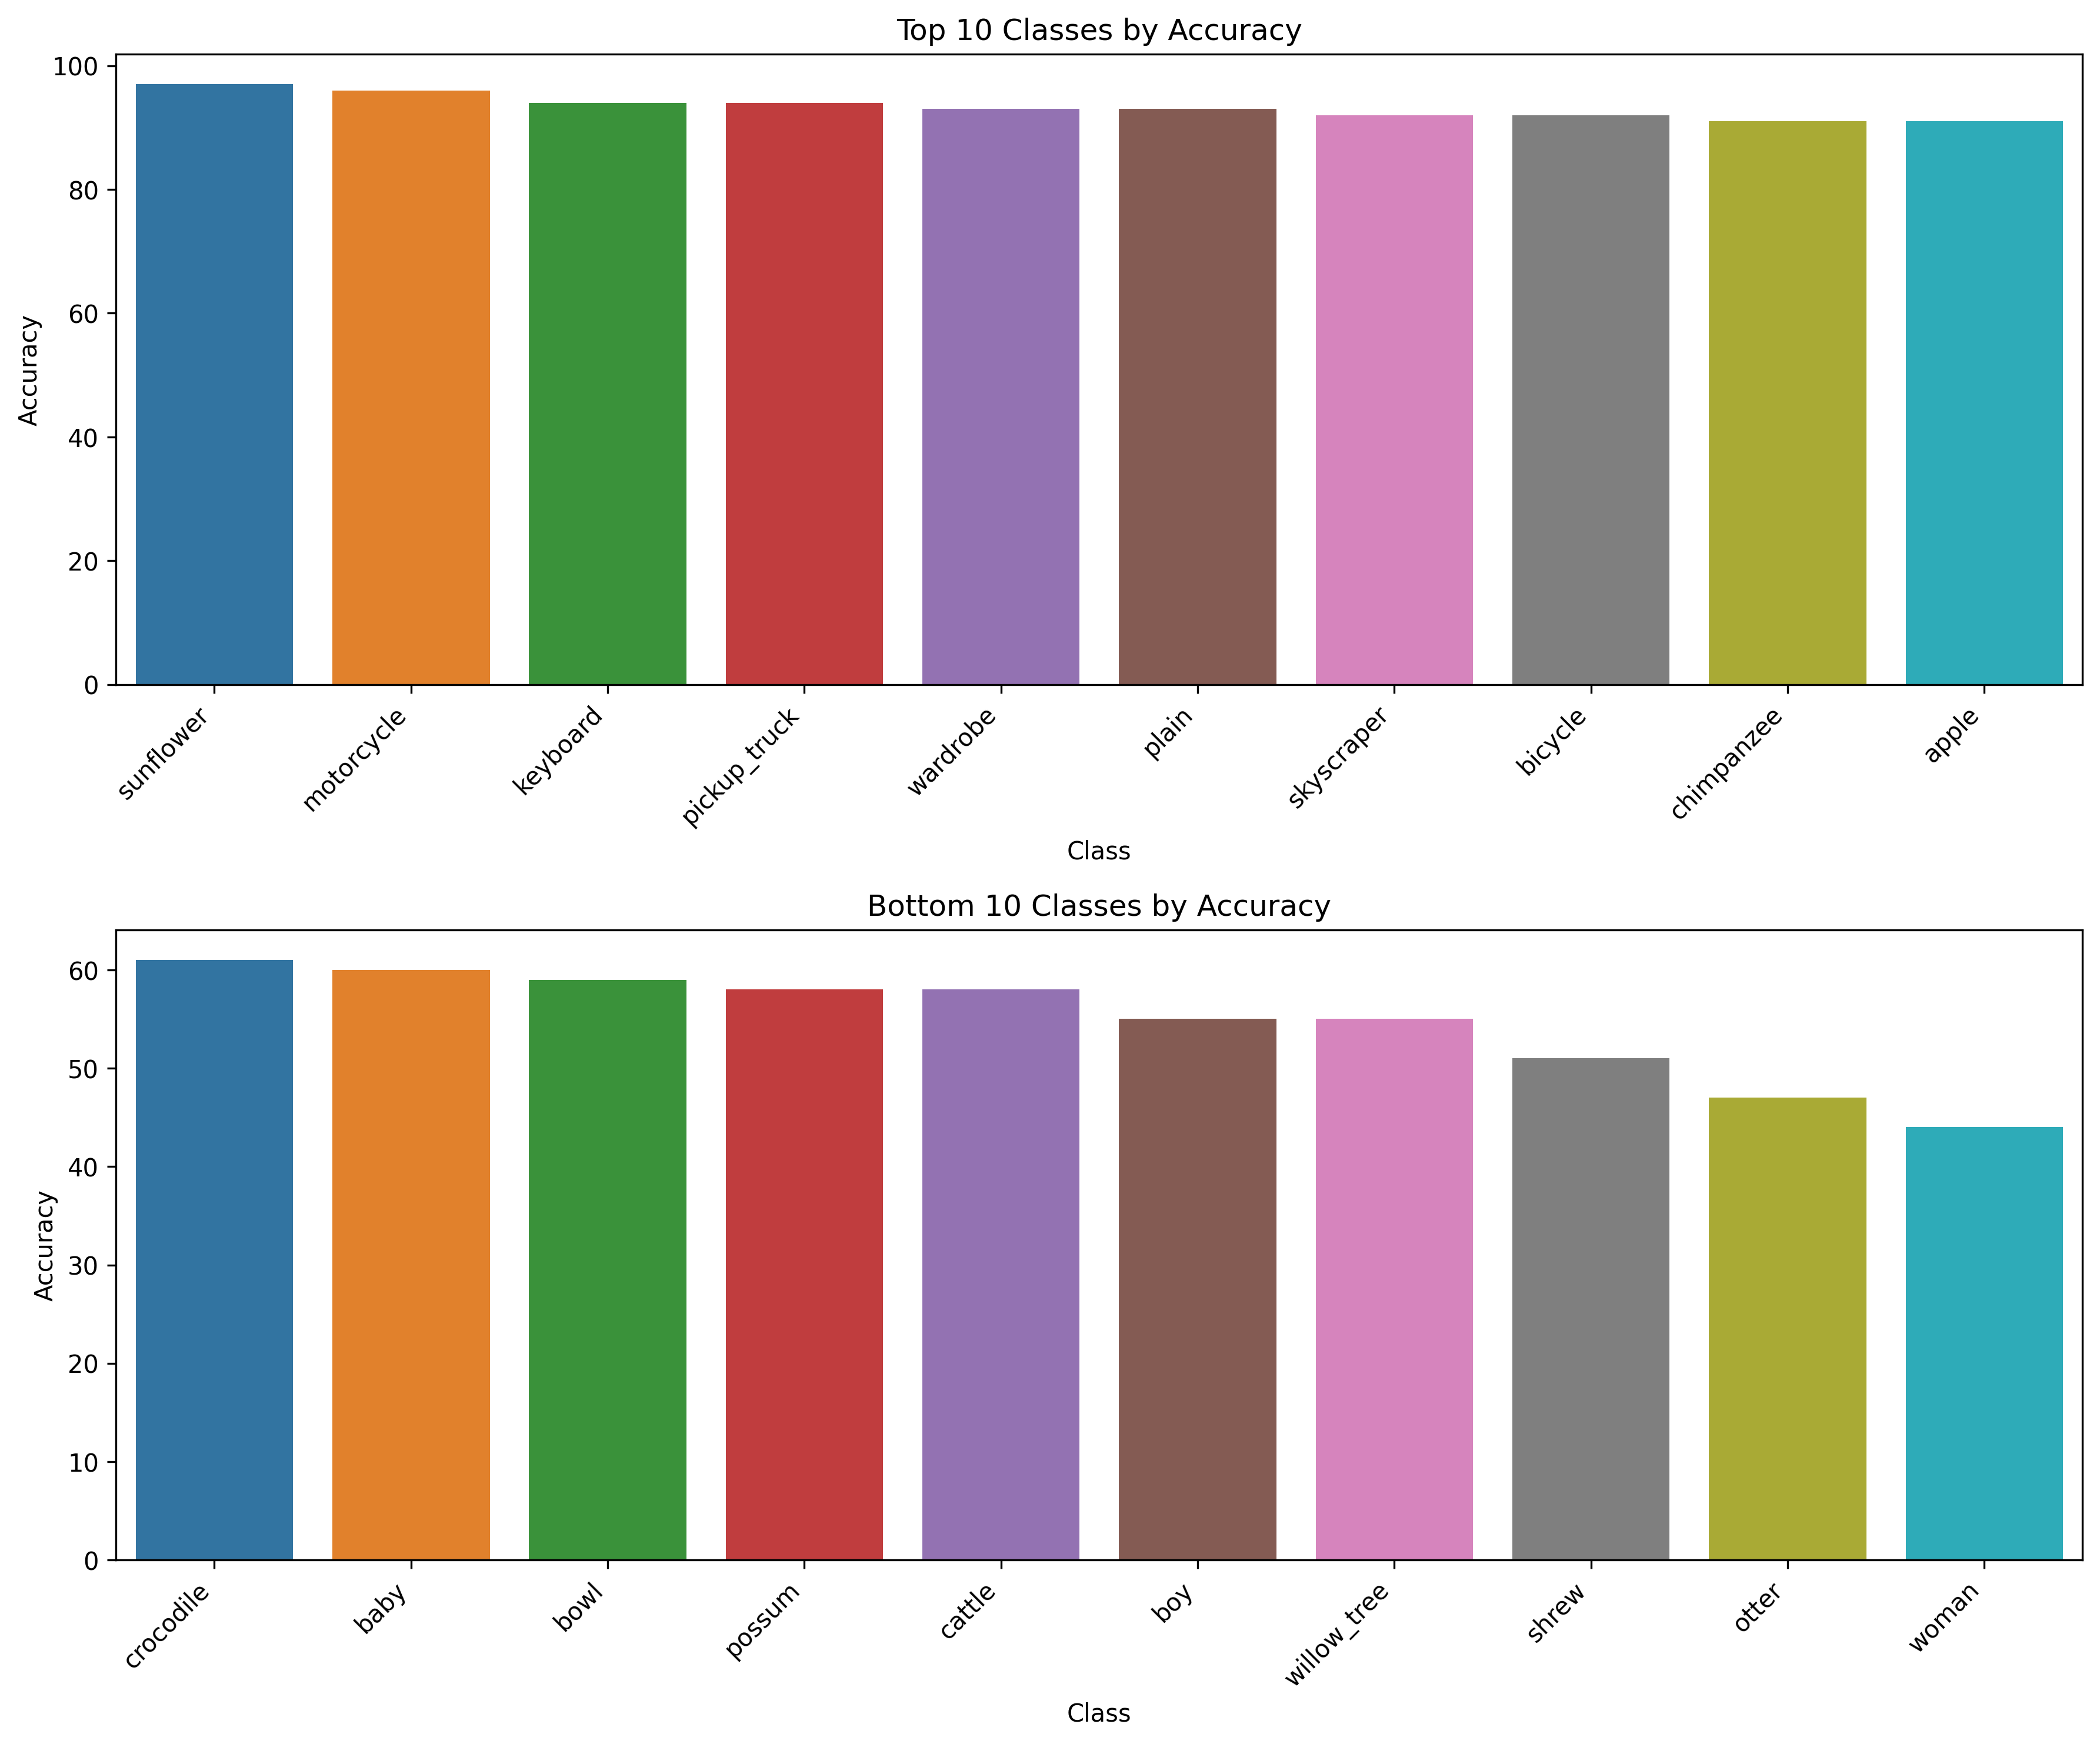 Top 10 Classes by Accuracy
100
80
60
40
20
0
Accuracy
sunflower
motorcycle
keyboard
pickup_truck
wardrobe
plain
skyscraper
bicycle
chimpanzee
apple
Class
Bottom 10 Classes by Accuracy
60
50
40
30
20
10
0
Accuracy
crocodile
baby
bowl
possum
cattle
boy
willow_tree
shrew
otter
woman
Class